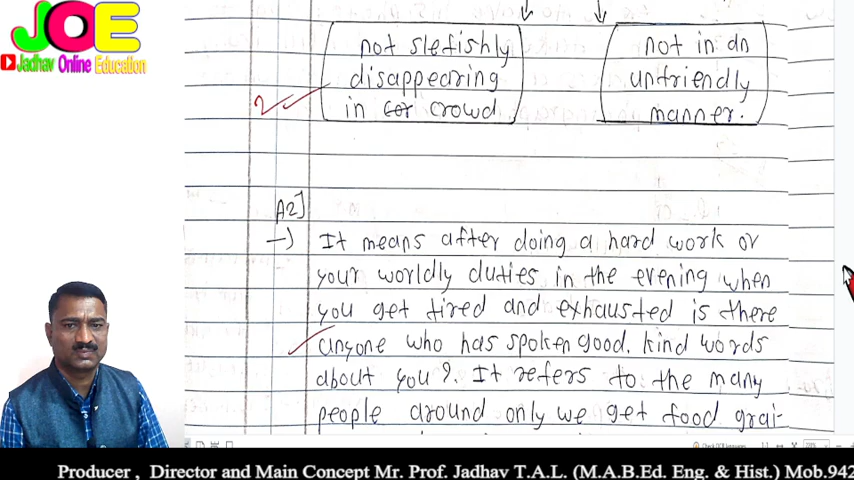 JOE
Jadhav Online Education
not slefishly
disappearing
in crowd
not in an
unfriendly
manner.
A2]
It means after doing a hard work or
your worldly duties in the evening when
you get tired and exhausted is there
anyone who has spoken good. kind words
about you?. It refers to the many
people around only we get food grai-
Producer , Director and Main Concept Mr. Prof. Jadhav T.A.L. (M.A.B.Ed. Eng. & Hist.) Mob.942